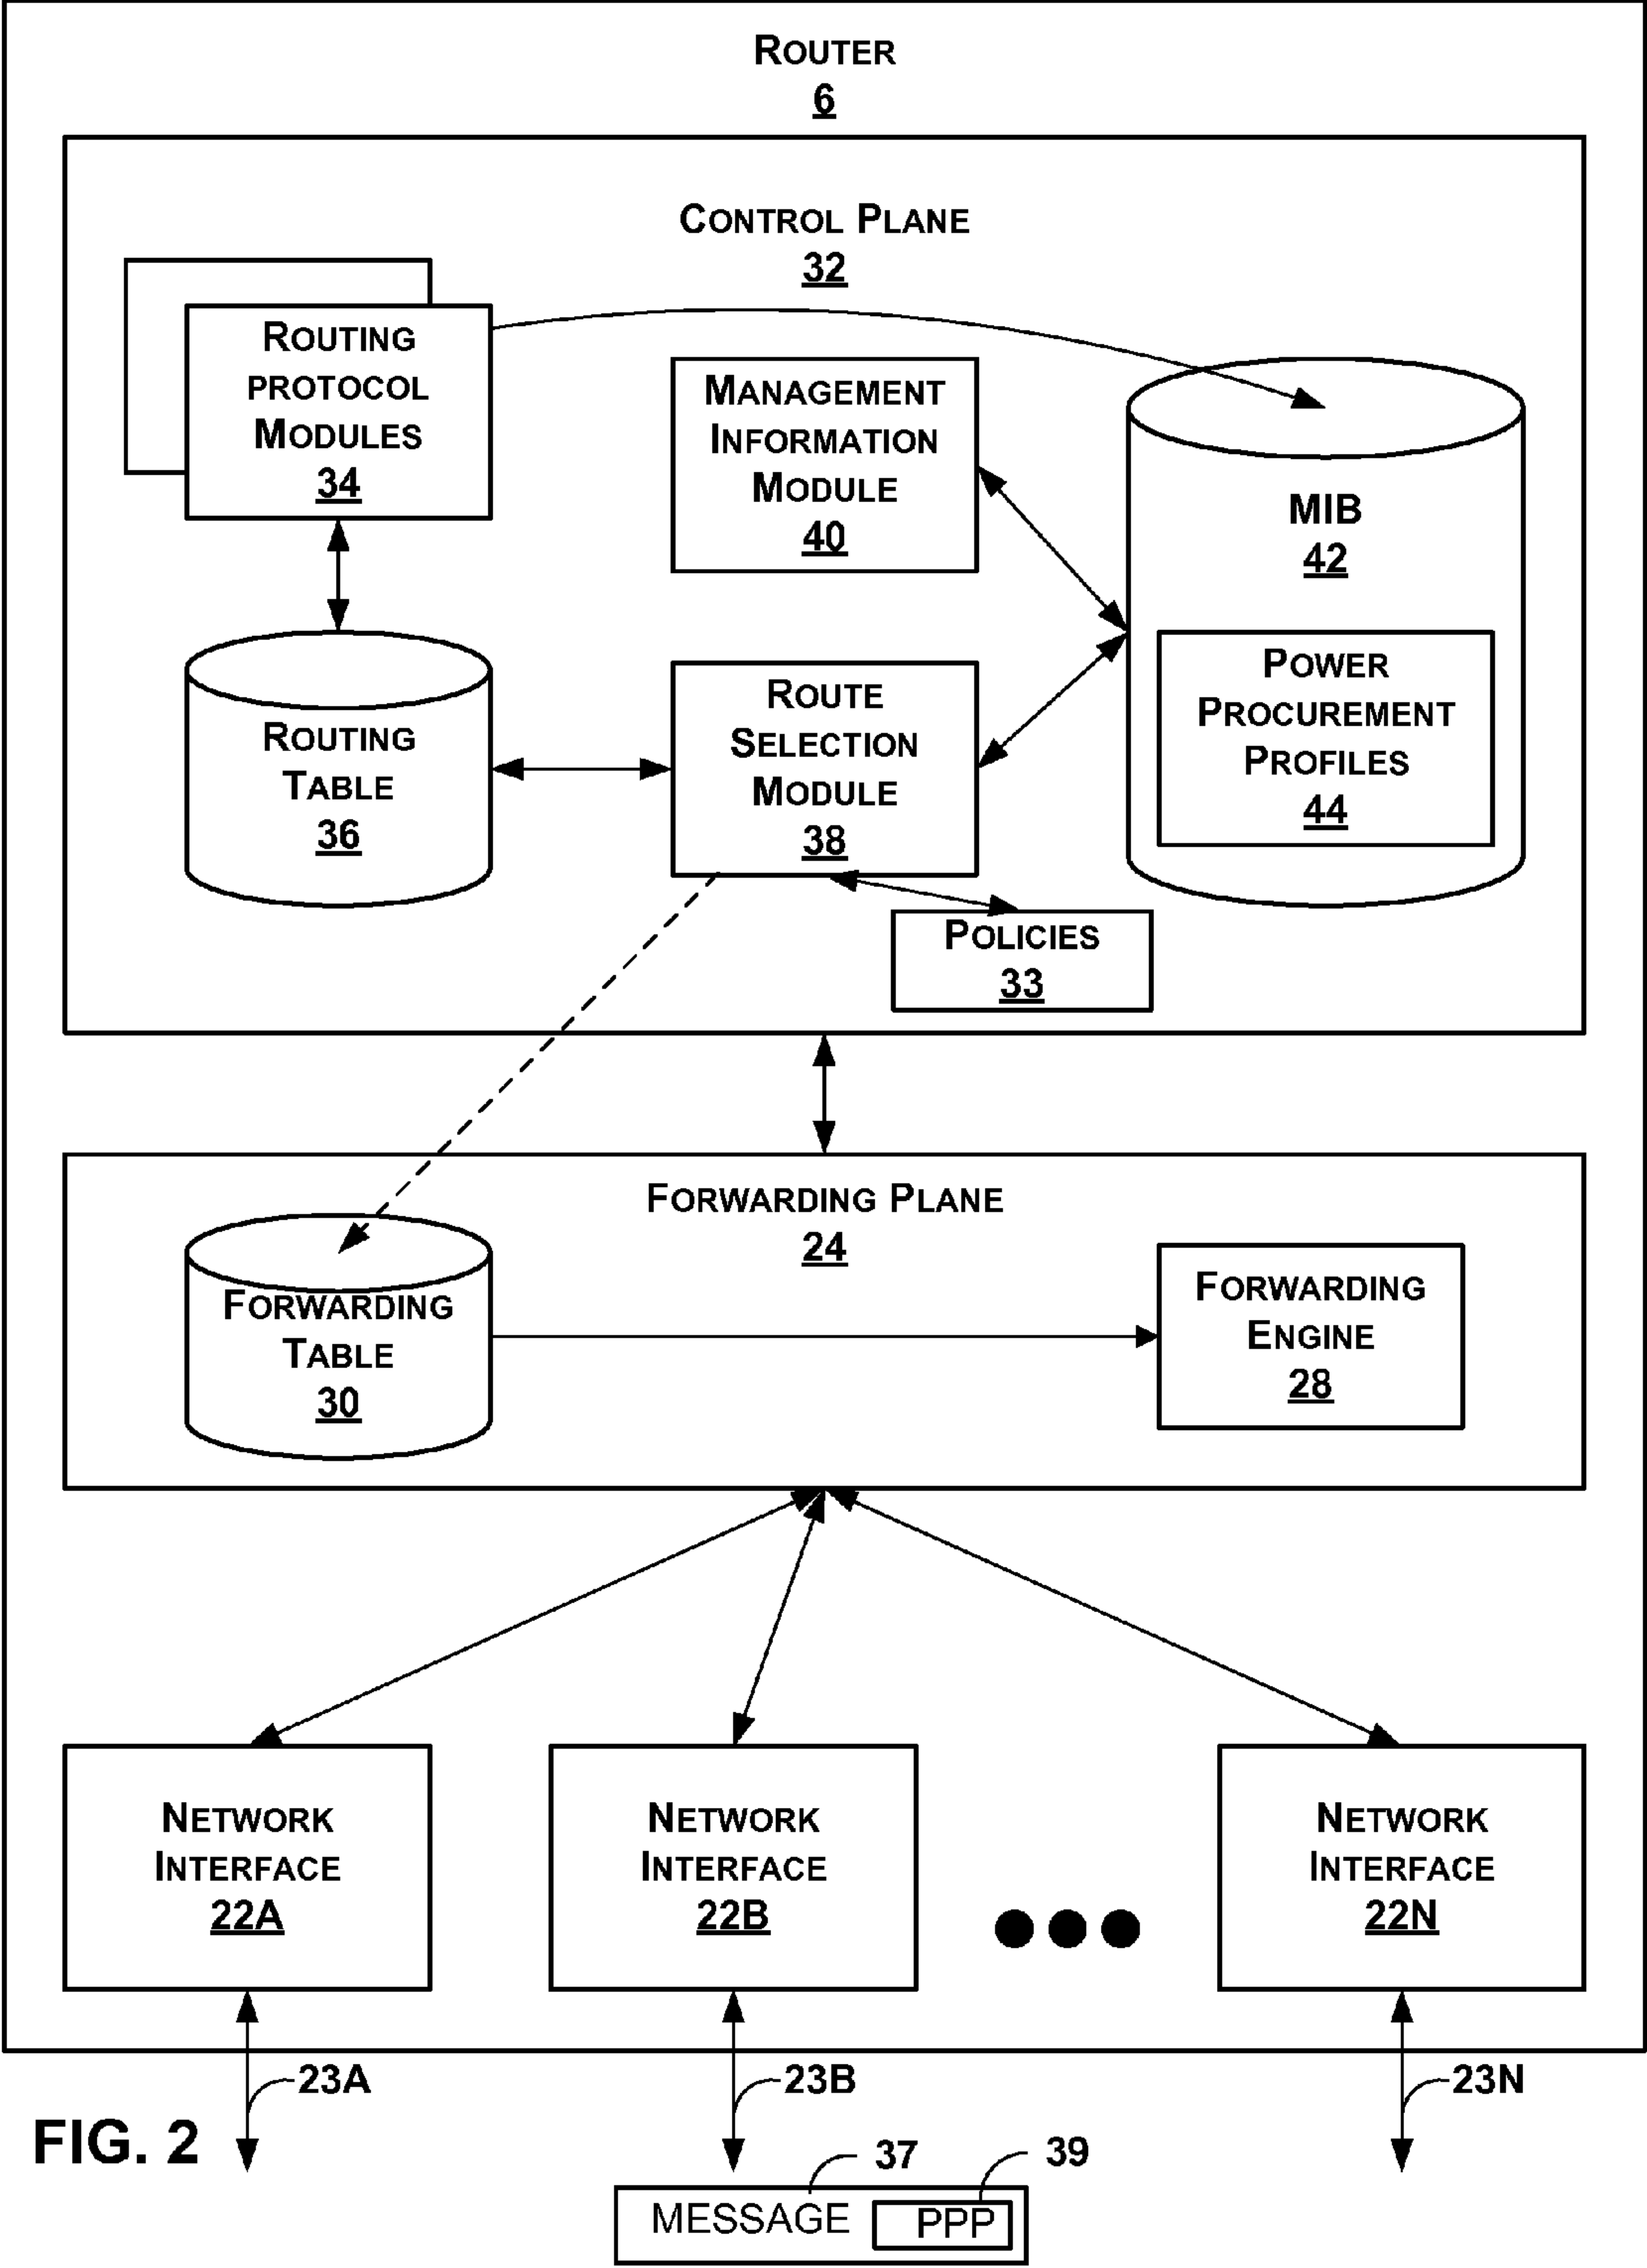 ROUTER
6
CONTROL PLANE
32
ROUTING
PROTOCOL
MODULES
34
MANAGEMENT
INFORMATION
MODULE
40
MIB
42
POWER
PROCUREMENT
PROFILES
44
ROUTING
TABLE
36
ROUTE
SELECTION
MODULE
38
POLICIES
33
FORWARDING PLANE
24
FORWARDING
TABLE
30
FORWARDING
ENGINE
28
NETWORK
INTERFACE
22A
NETWORK
INTERFACE
22B
NETWORK
INTERFACE
22N
23A
23B
23N
FIG. 2
37
39
MESSAGE
PPP